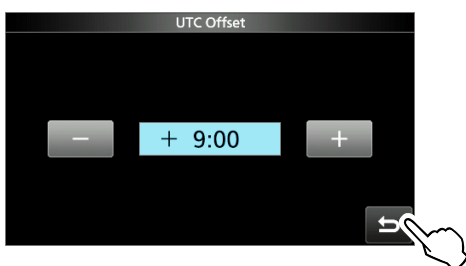 UTC Offset
− + 9:00 +